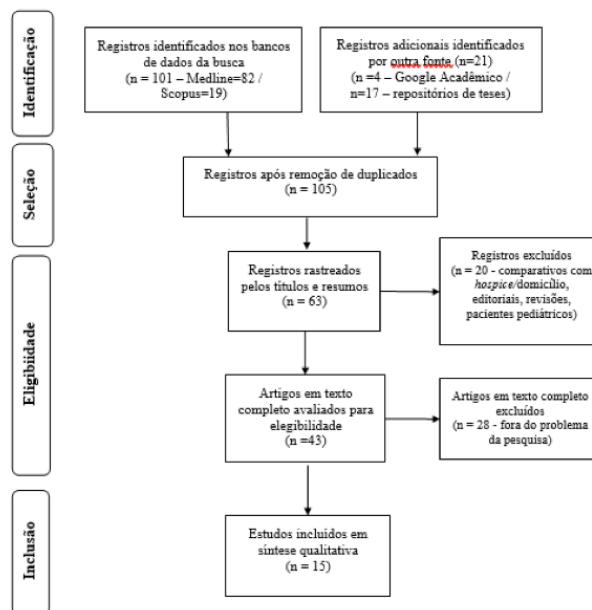 Identificação
Registros identificados nos bancos
de dados da busca
(n = 101 – Medline=82 /
Scopus=19)
Registros adicionais identificados
por outra fonte (n=21)
(n =4 – Google Acadêmico /
n=17 – repositórios de teses)
Seleção
Registros após remoção de duplicados
(n = 105)
Eligibiidade
Registros rastreados
pelos títulos e resumos
(n = 63)
Registros excluídos
(n = 20 - comparativos com
hospice/domicílio,
editoriais, revisões,
pacientes pediátricos)
Artigos em texto
completo avaliados para
elegibilidade
(n =43)
Artigos em texto completo
excluídos
(n = 28 - fora do problema
da pesquisa)
Inclusão
Estudos incluídos em
síntese qualitativa
(n = 15)